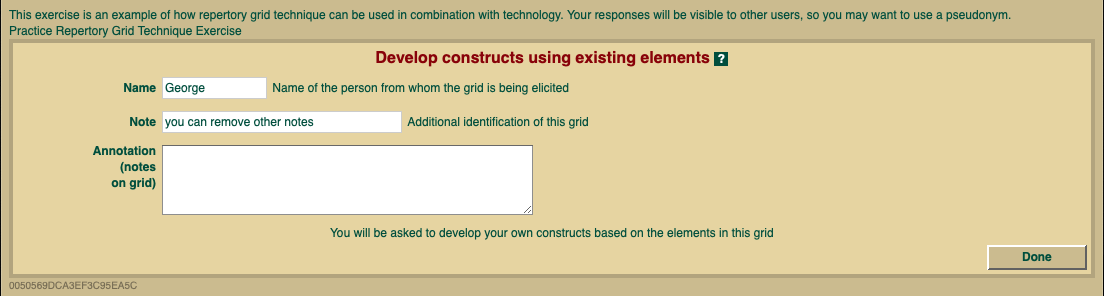 This exercise is an example of how repertory grid technique can be used in combination with technology. Your responses will be visible to other users, so you may want to use a pseudonym.
Practice Repertory Grid Technique Exercise
Develop constructs using existing elements ?
Name George Name of the person from whom the grid is being elicited
Note you can remove other notes Additional identification of this grid
Annotation
(notes
on grid)
You will be asked to develop your own constructs based on the elements in this grid
Done
0050569DCA3EF3C95EA5C